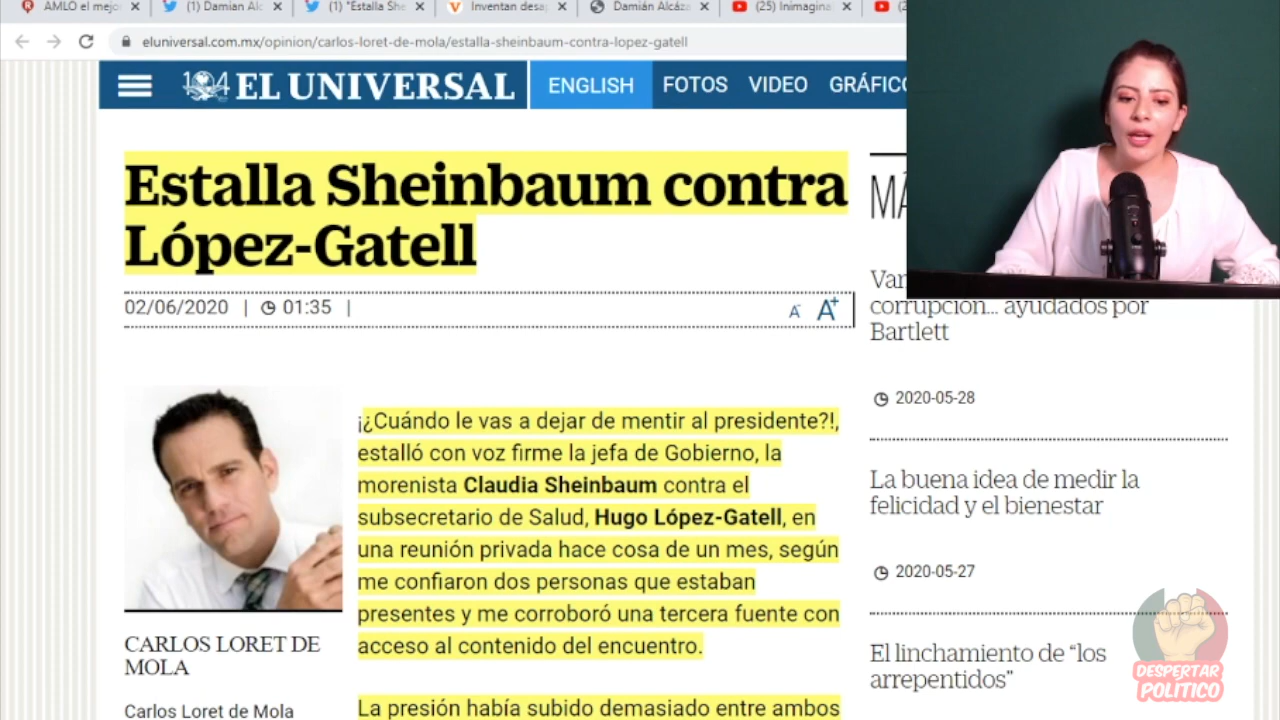 AMLO el mejo
(1) Damian Alc
(1) "Estalla She
Inventan desa
Damián Alcáza
(25) Inimagina
(2
eluniversal.com.mx/opinion/carlos-loret-de-mola/estalla-sheinbaum-contra-lopez-gatell
104 EL UNIVERSAL
ENGLISH FOTOS VIDEO GRÁFICO
Estalla Sheinbaum contra
López-Gatell
02/06/2020 | 01:35 |
A- A+
¡¿Cuándo le vas a dejar de mentir al presidente?!,
estalló con voz firme la jefa de Gobierno, la
morenista Claudia Sheinbaum contra el
subsecretario de Salud, Hugo López-Gatell, en
una reunión privada hace cosa de un mes, según
me confiaron dos personas que estaban
presentes y me corroboró una tercera fuente con
acceso al contenido del encuentro.
La presión había subido demasiado entre ambos
CARLOS LORET DE
MOLA
Carlos Loret de Mola
MÁ
Van
corrupción... ayudados por
Bartlett
2020-05-28
La buena idea de medir la
felicidad y el bienestar
2020-05-27
El linchamiento de “los
arrepentidos”
DESPERTAR
POLITICO